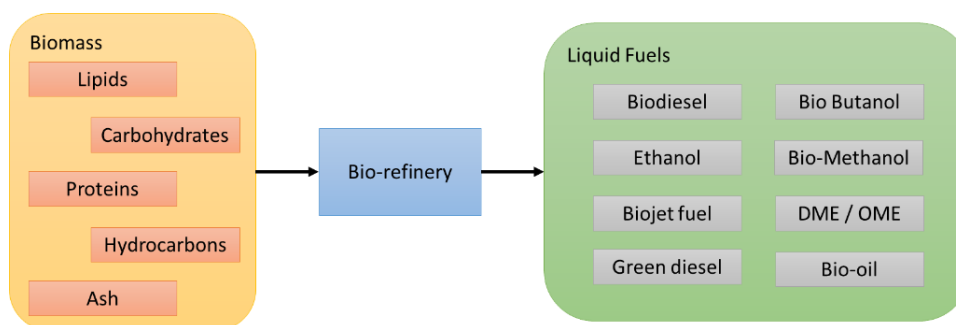 Biomass
Lipids
Carbohydrates
Proteins
Hydrocarbons
Ash
Bio-refinery
Liquid Fuels
Biodiesel
Bio Butanol
Ethanol
Bio-Methanol
Biojet fuel
DME / OME
Green diesel
Bio-oil